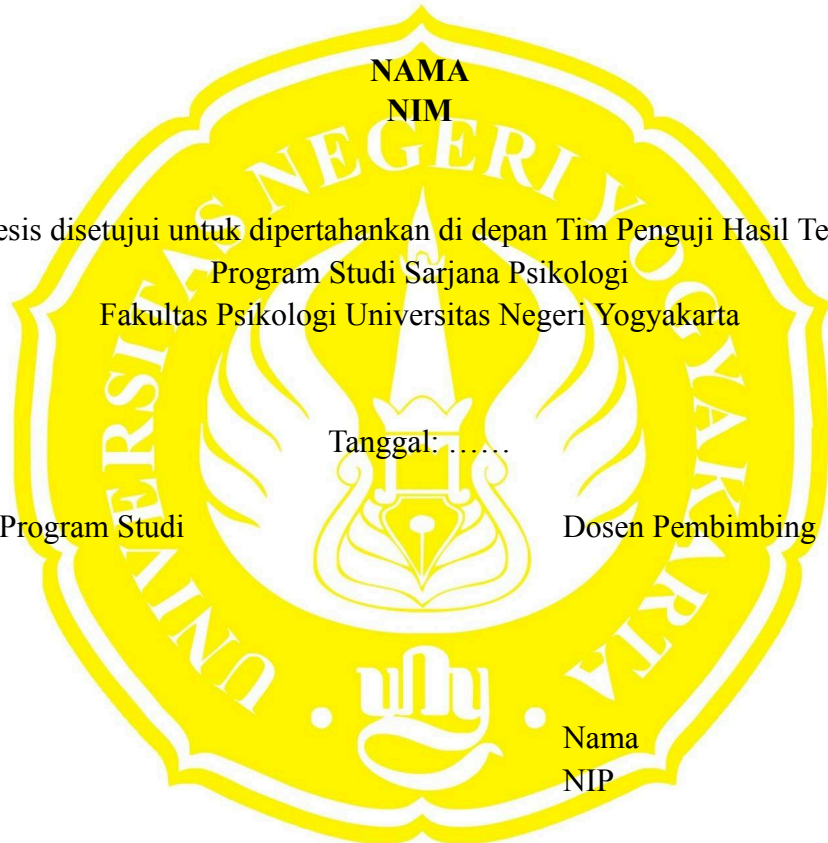 NAMA
NIM
UNIVERSITAS NEGERI YOGYAKARTA
disetujui untuk dipertahankan di depan Tim Penguji Hasil
Program Studi Sarjana Psikologi
Fakultas Psikologi Universitas Negeri Yogyakarta
Tanggal: ……
Program Studi
Dosen Pembimbing
uny
Nama
NIP